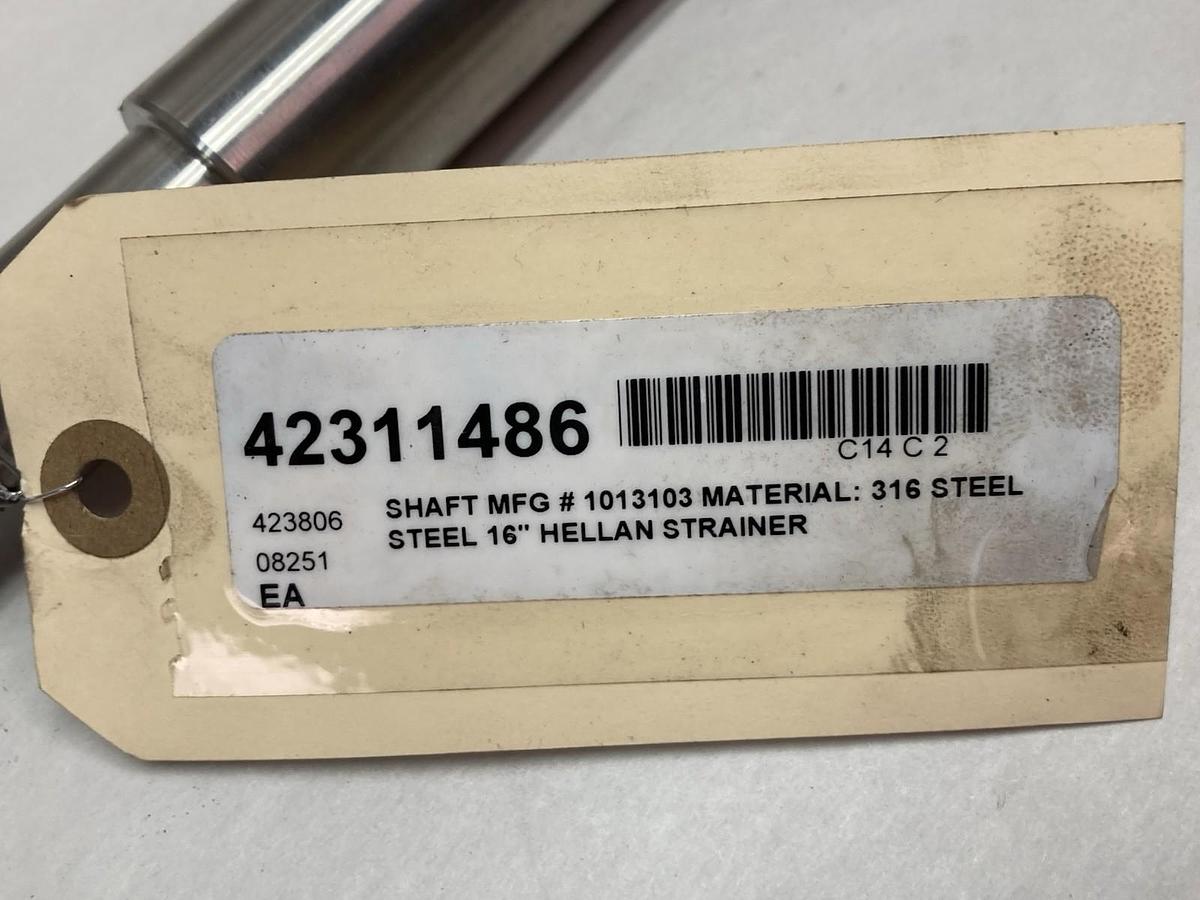 42311486
C14 C 2
423806
SHAFT MFG # 1013103 MATERIAL: 316 STEEL
STEEL 16" HELLAN STRAINER
08251
EA